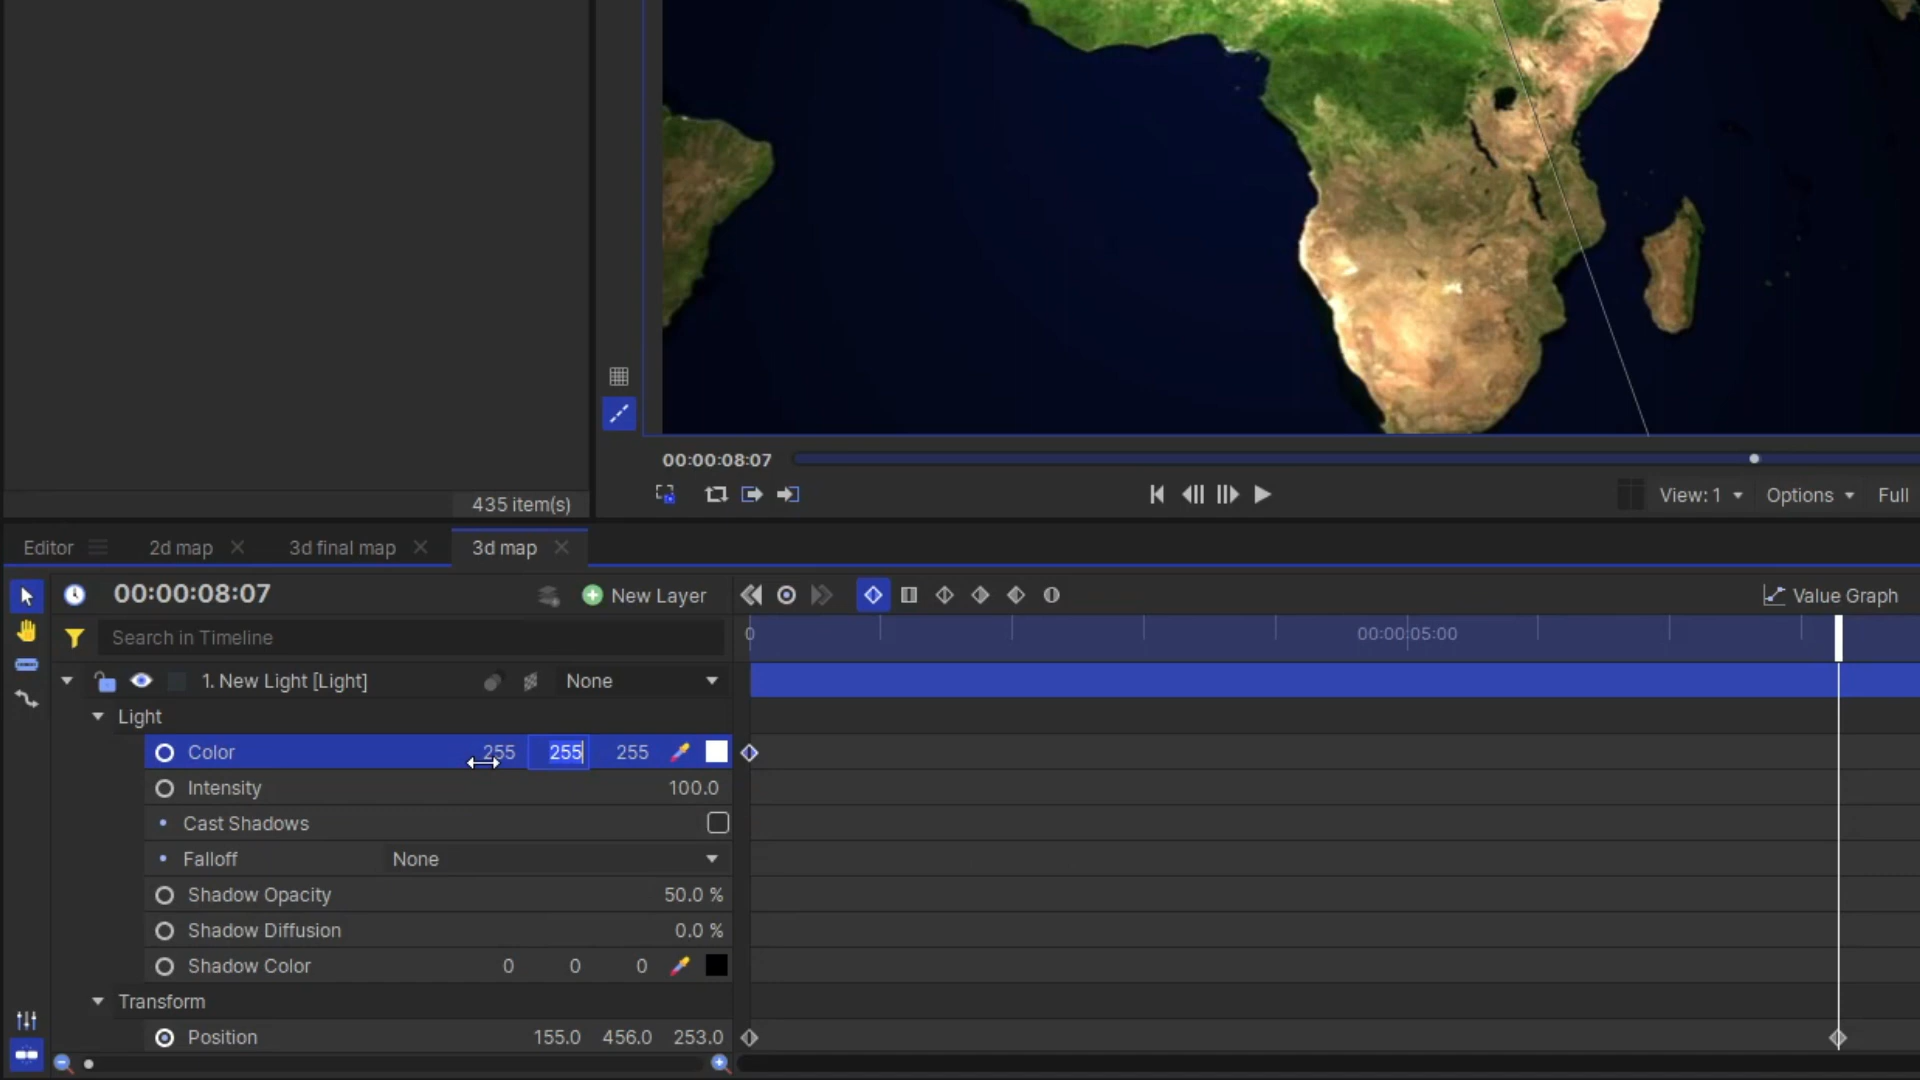 00:00:08:07
435 item(s)
View: 1
Options
Full
Editor
2d map
3d final map
3d map
00:00:08:07
New Layer
Value Graph
Search in Timeline
0
00:00:05:00
1. New Light [Light]
None
Light
Color 255 255 255
Intensity 100.0
Cast Shadows
Falloff None
Shadow Opacity 50.0 %
Shadow Diffusion 0.0 %
Shadow Color 0 0 0
Transform
Position 155.0 456.0 253.0